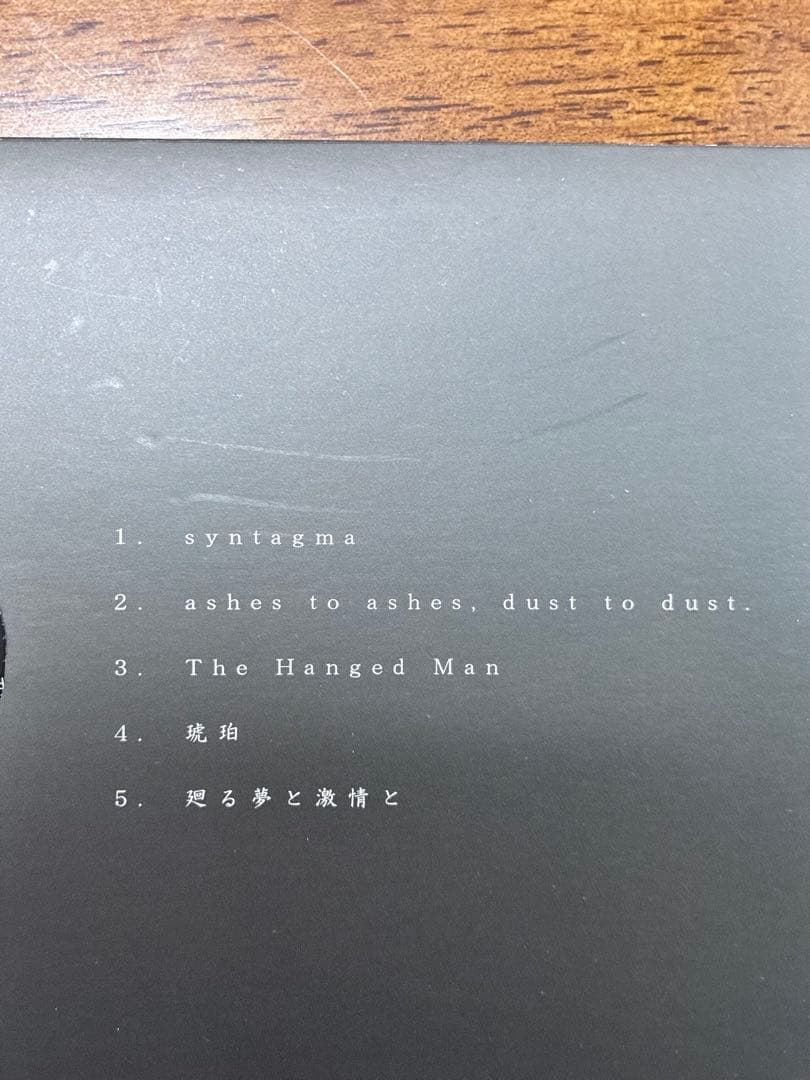 1. syntagma
2. ashes to ashes, dust to dust.
3. The Hanged Man
4. 琥珀
5. 廻る夢と激情と